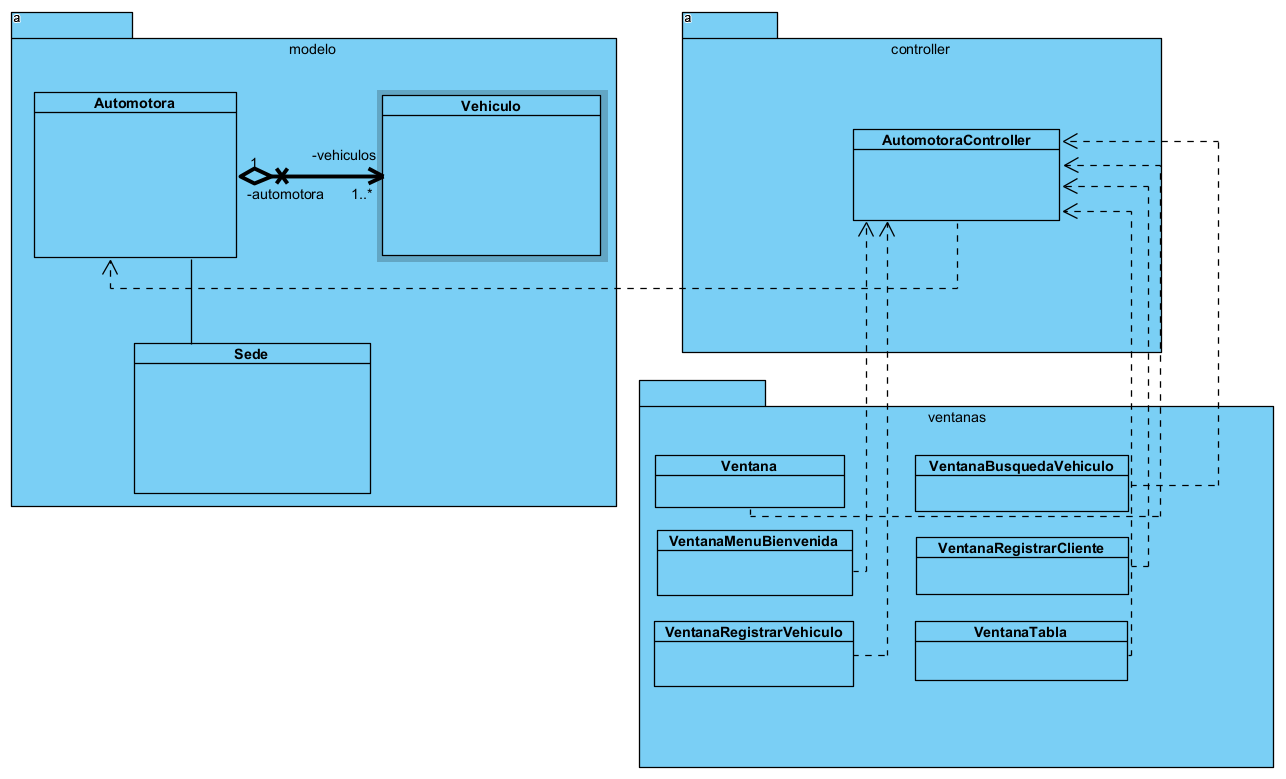 a
modelo
Automotora
Vehiculo
1
-vehiculos
-automotora
1..*
Sede
a
controller
AutomotoraController
ventanas
Ventana
VentanaBusquedaVehiculo
VentanaMenuBienvenida
VentanaRegistrarCliente
VentanaRegistrarVehiculo
VentanaTabla